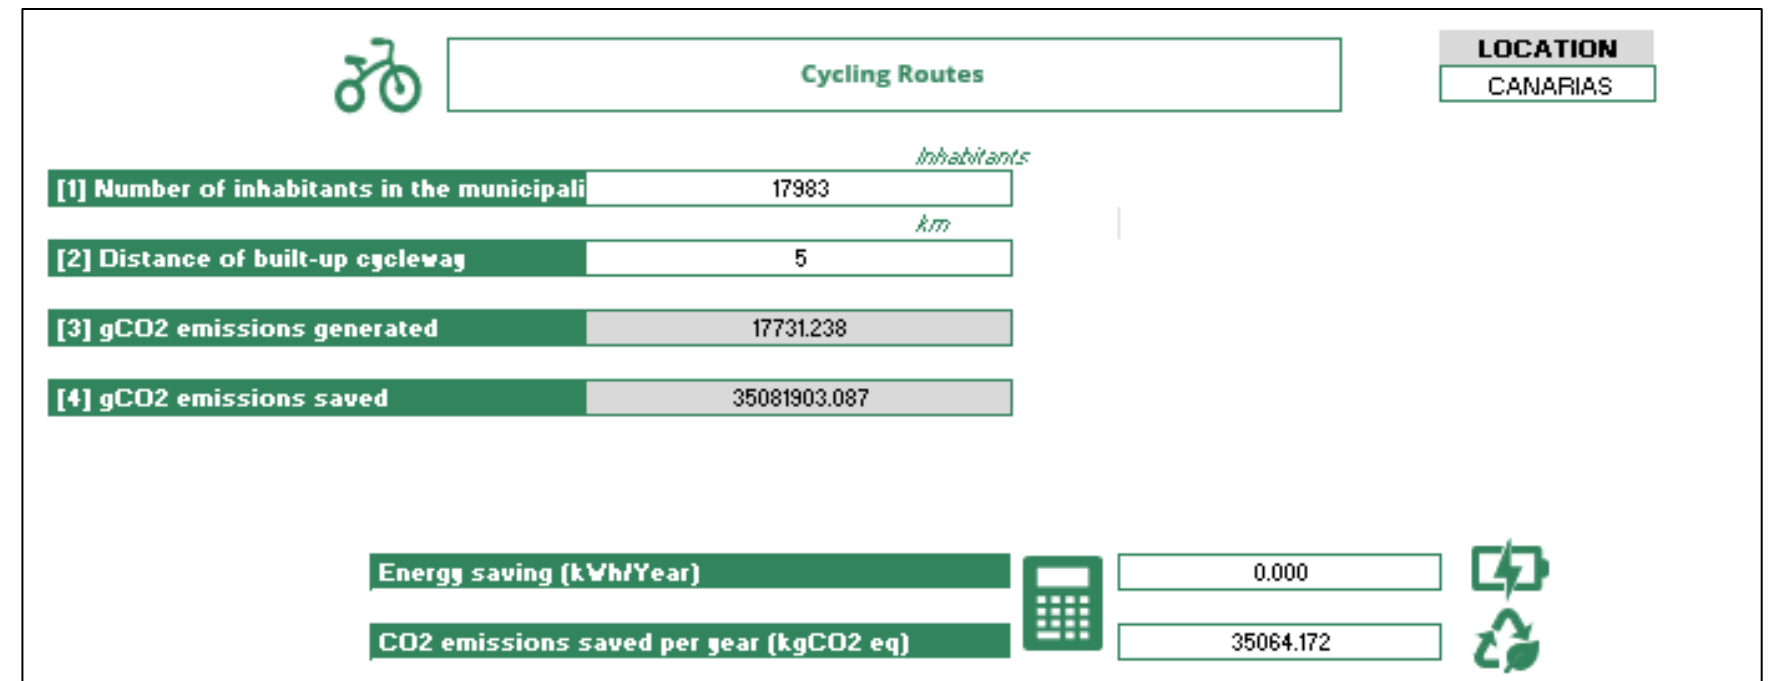 Cycling Routes
LOCATION
CANARIAS
Inhabitants
[1] Number of inhabitants in the municipali
17983
km
[2] Distance of built-up cycleway
5
[3] gCO2 emissions generated
17731.238
[4] gCO2 emissions saved
35081903.087
Energy saving (kWh/Year)
0.000
CO2 emissions saved per year (kgCO2 eq)
35064.172